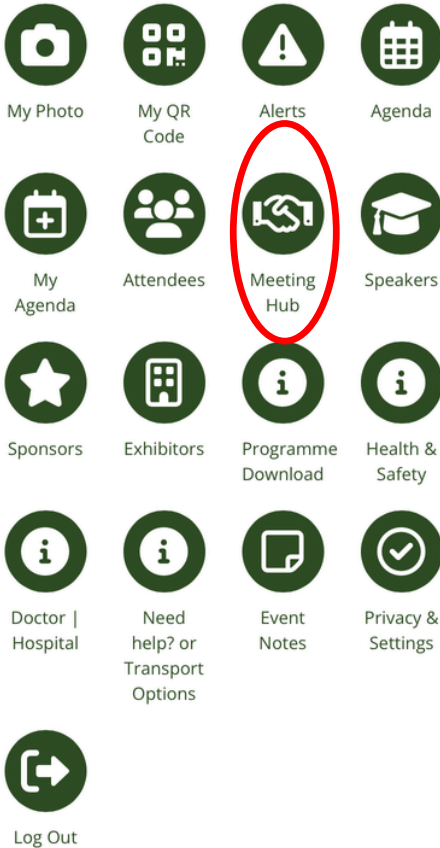 My Photo
My QR
Code
Alerts
Agenda
My
Agenda
Attendees
Meeting
Hub
Speakers
Sponsors
Exhibitors
Programme
Download
Health &
Safety
Doctor |
Hospital
Need
help? or
Transport
Options
Event
Notes
Privacy &
Settings
Log Out